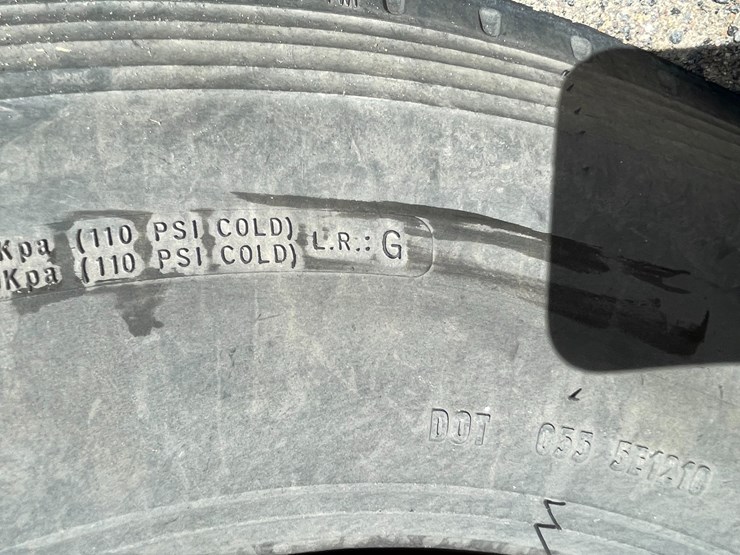 Kpa (110 PSI COLD) L.R.: G
Kpa (110 PSI COLD)
DOT